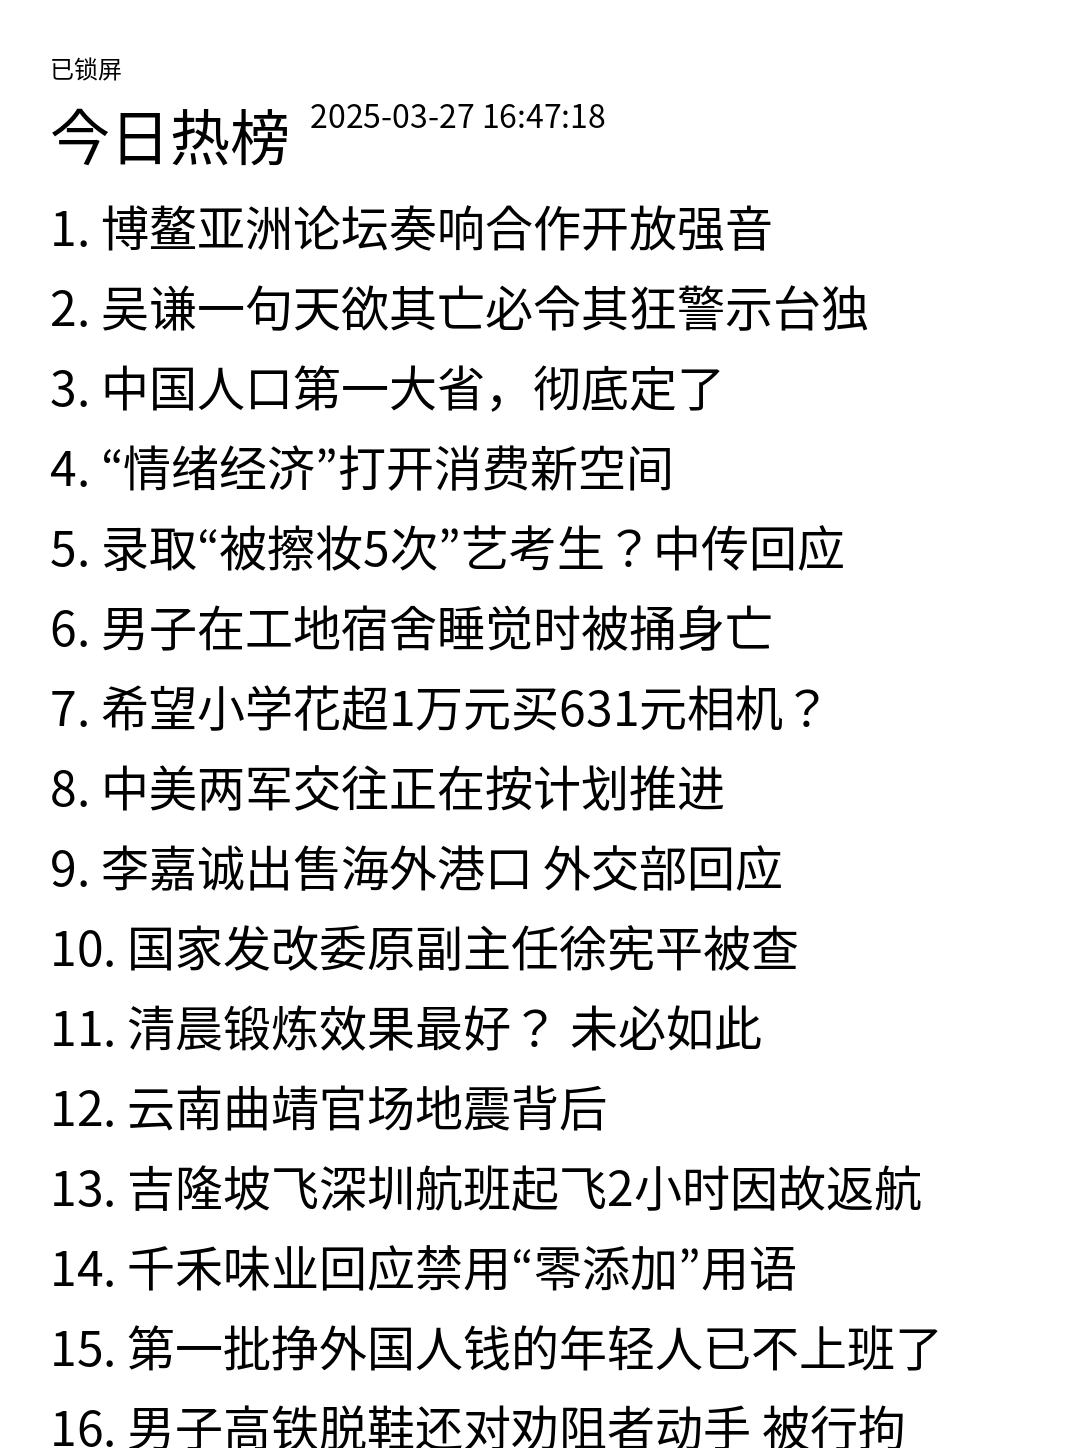 已锁屏
今日热榜 2025-03-27 16:47:18
1. 博鳌亚洲论坛奏响合作开放强音
2. 吴谦一句天欲其亡必令其狂警示台独
3. 中国人口第一大省，彻底定了
4. “情绪经济”打开消费新空间
5. 录取“被擦妆5次”艺考生？中传回应
6. 男子在工地宿舍睡觉时被捅身亡
7. 希望小学花超1万元买631元相机？
8. 中美两军交往正在按计划推进
9. 李嘉诚出售海外港口 外交部回应
10. 国家发改委原副主任徐宪平被查
11. 清晨锻炼效果最好？ 未必如此
12. 云南曲靖官场地震背后
13. 吉隆坡飞深圳航班起飞2小时因故返航
14. 千禾味业回应禁用“零添加”用语
15. 第一批挣外国人钱的年轻人已不上班了
16. 男子高铁脱鞋还对劝阻者动手 被行拘